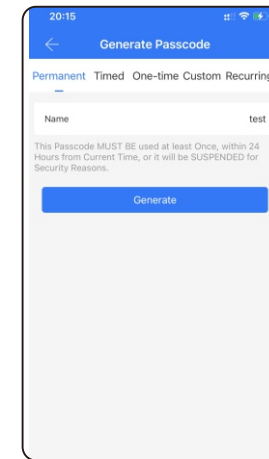 20:15
Generate Passcode
Permanent Timed One-time Custom Recurring
Name test
This Passcode MUST BE used at least Once, within 24
Hours from Current Time, or it will be SUSPENDED for
Security Reasons.
Generate